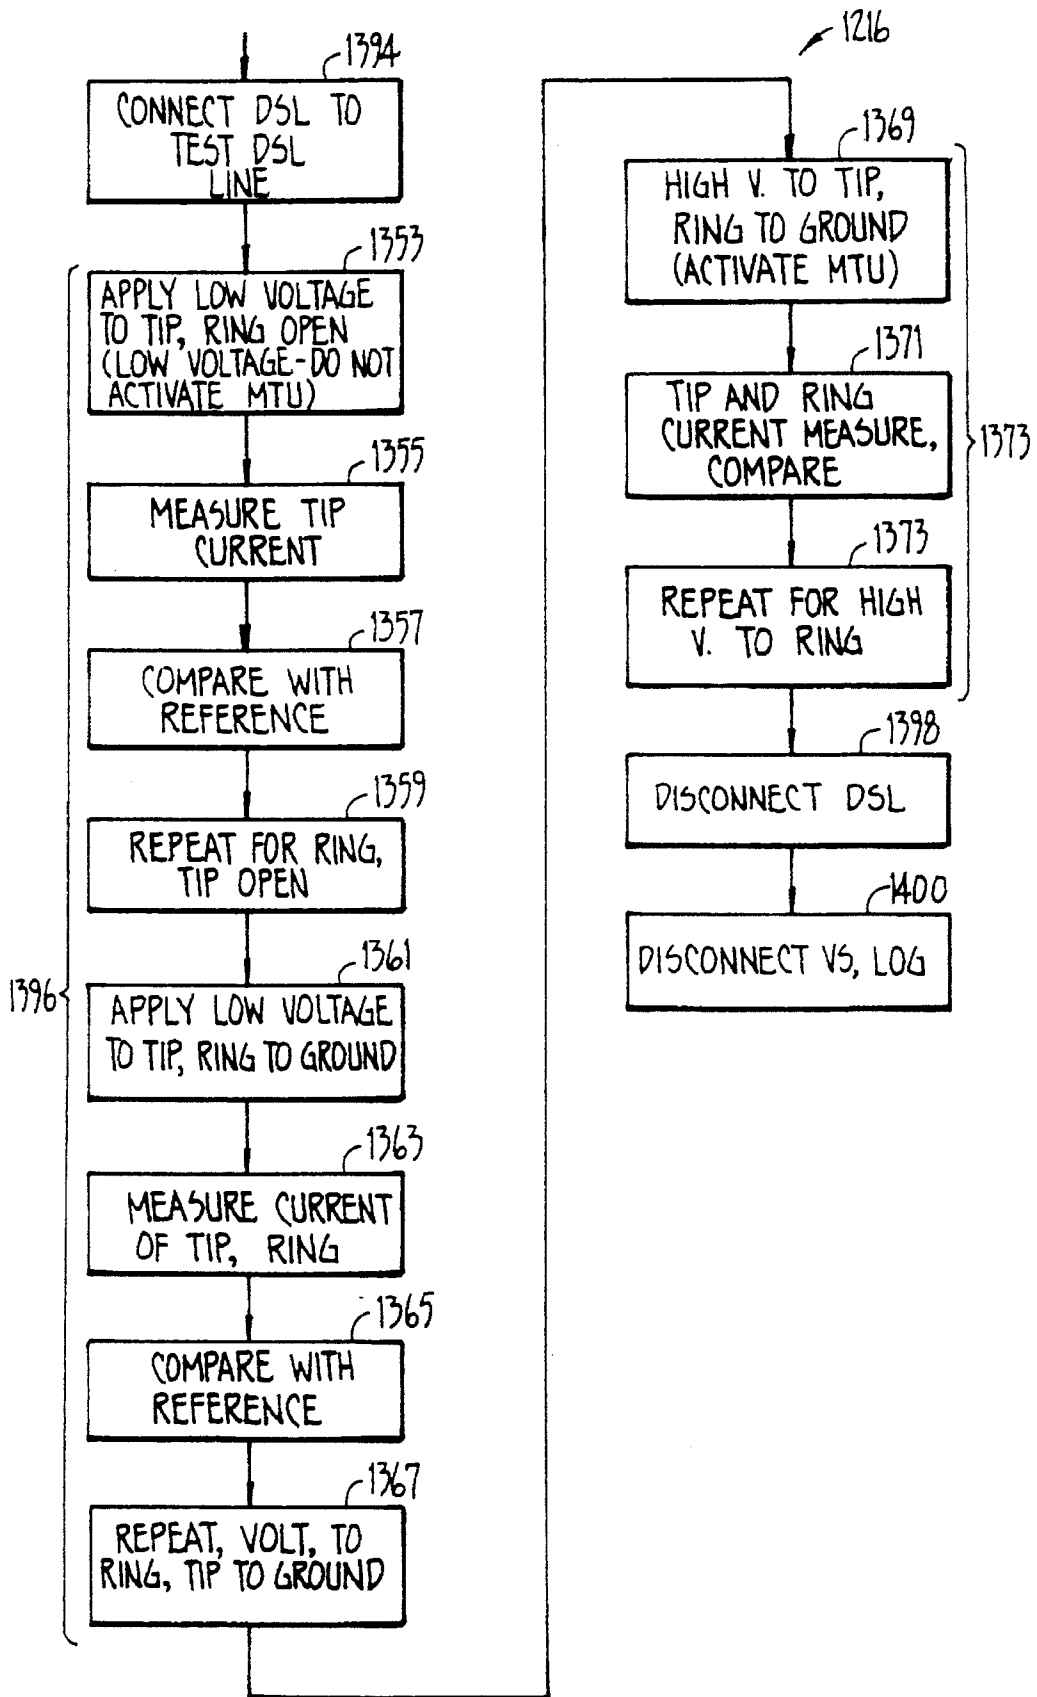 1394
CONNECT DSL TO
TEST DSL
LINE
1353
APPLY LOW VOLTAGE
TO TIP, RING OPEN
(LOW VOLTAGE-DO NOT
ACTIVATE MTU)
1355
MEASURE TIP
CURRENT
1357
COMPARE WITH
REFERENCE
1359
REPEAT FOR RING,
TIP OPEN
1396
1361
APPLY LOW VOLTAGE
TO TIP, RING TO GROUND
1363
MEASURE CURRENT
OF TIP, RING
1365
COMPARE WITH
REFERENCE
1367
REPEAT, VOLT, TO
RING, TIP TO GROUND
1216
1369
HIGH V. TO TIP,
RING TO GROUND
(ACTIVATE MTU)
1371
TIP AND RING
CURRENT MEASURE,
COMPARE
1373
1373
REPEAT FOR HIGH
V. TO RING
1398
DISCONNECT DSL
1400
DISCONNECT VS, LOG